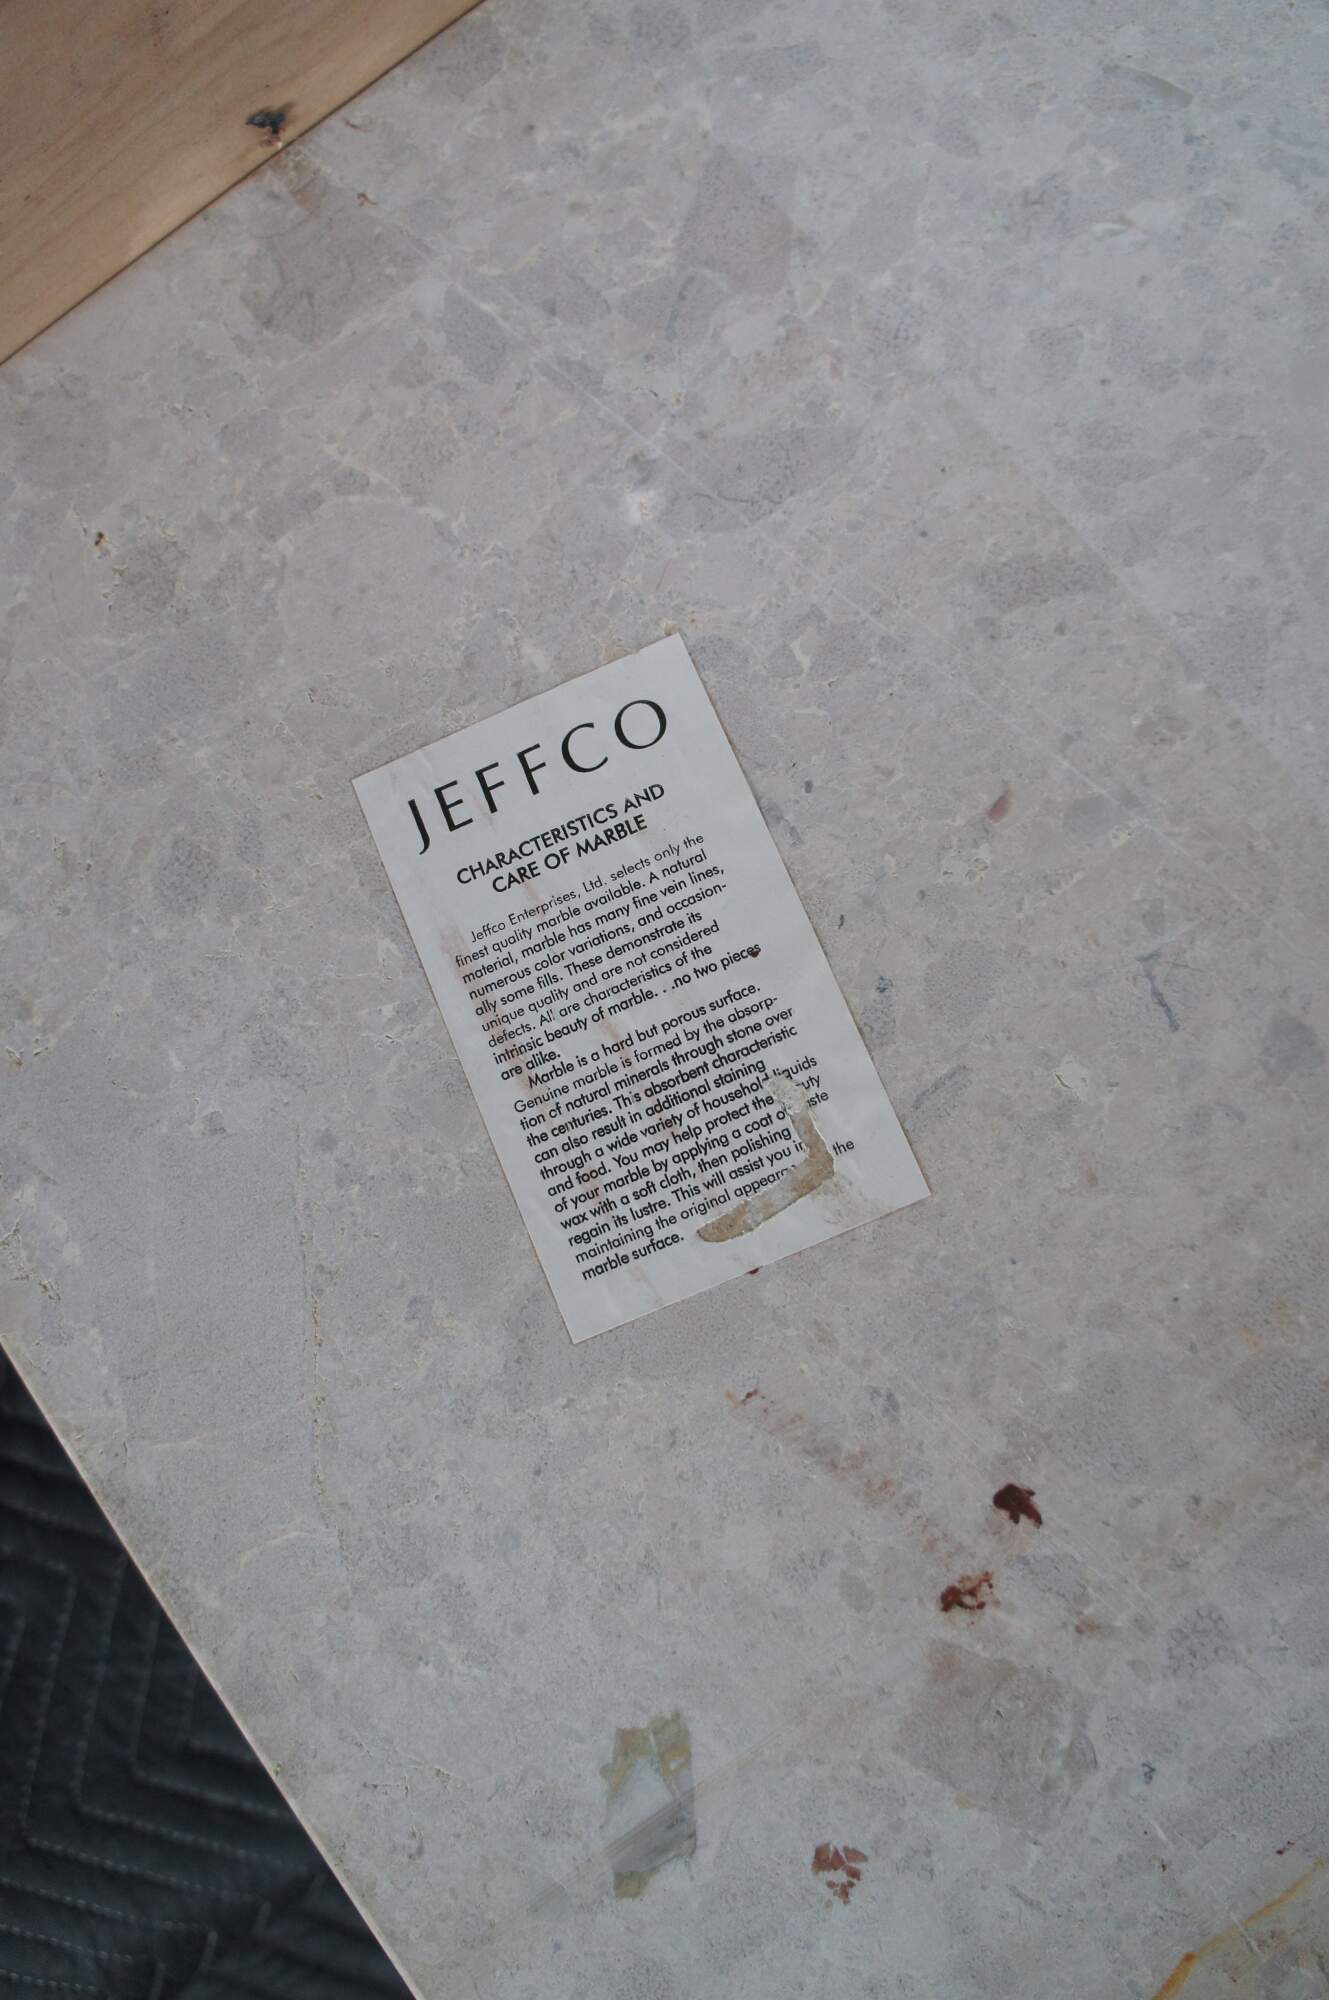 JEFFCO
CHARACTERISTICS AND
CARE OF MARBLE
Jeffco Enterprises, Ltd. selects only the
finest quality marble available. A natural
material, marble has many fine vein lines,
numerous color variations, and occasion-
ally some fills. These demonstrate its
unique quality and are not considered
defects. All are characteristics of the
intrinsic beauty of marble. . .no two pieces
are alike.
Marble is a hard but porous surface.
Genuine marble is formed by the absorp-
tion of natural minerals through stone over
the centuries. This absorbent characteristic
can also result in additional staining
through a wide variety of household liquids
and food. You may help protect the
of your marble by applying a coat
wax with a soft cloth, then polishing
regain its lustre. This will assist you in the
maintaining the original
marble surface.